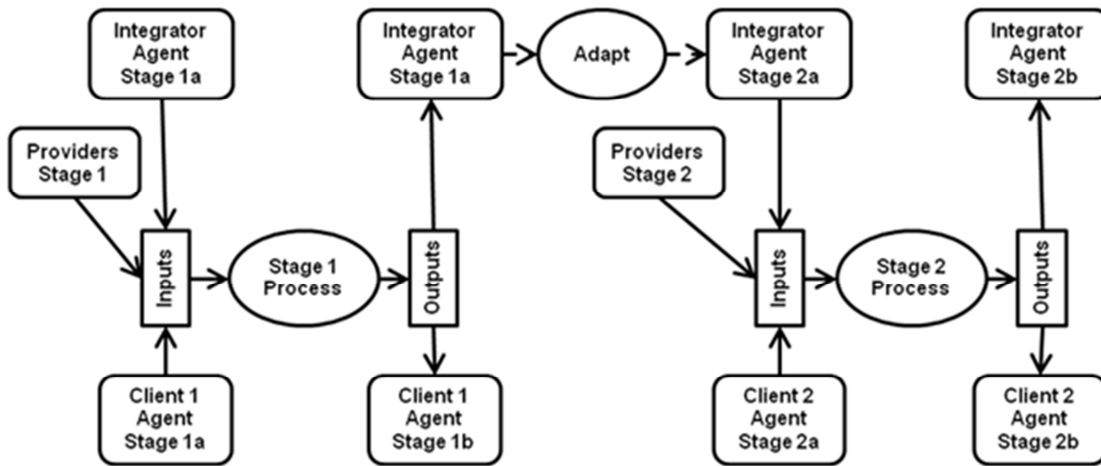 Integrator
Agent
Stage 1a
Integrator
Agent
Stage 1a
Adapt
Integrator
Agent
Stage 2a
Integrator
Agent
Stage 2b
Providers
Stage 1
Providers
Stage 2
Inputs
Stage 1
Process
Outputs
Inputs
Stage 2
Process
Outputs
Client 1
Agent
Stage 1a
Client 1
Agent
Stage 1b
Client 2
Agent
Stage 2a
Client 2
Agent
Stage 2b